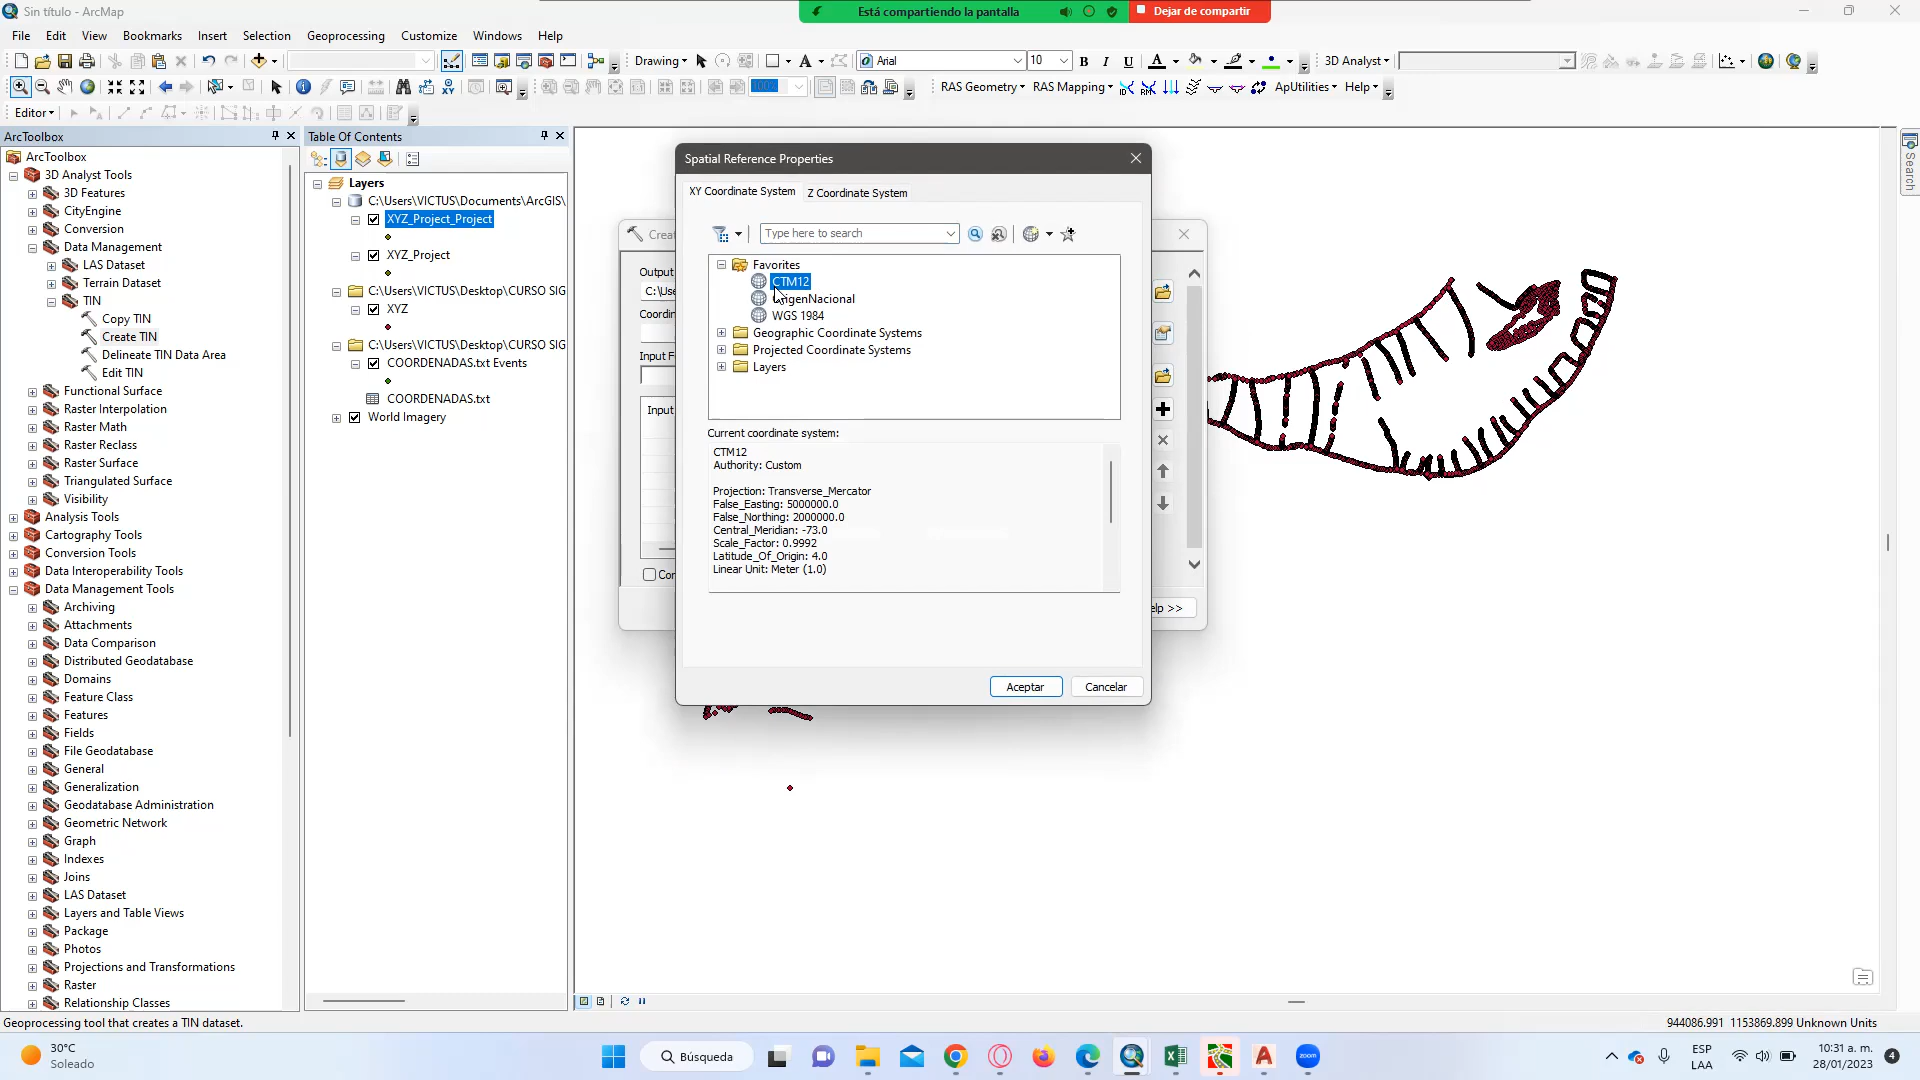 Sin título - ArcMap
Está compartiendo la pantalla
Dejar de compartir
File Edit View Bookmarks Insert Selection Geoprocessing Customize Windows Help
Drawing
Arial
10
B I U A
3D Analyst
100%
RAS Geometry RAS Mapping
ApUtilities Help
Editor
ArcToolbox
ArcToolbox
3D Analyst Tools
3D Features
CityEngine
Conversion
Data Management
LAS Dataset
Terrain Dataset
TIN
Copy TIN
Create TIN
Delineate TIN Data Area
Edit TIN
Functional Surface
Raster Interpolation
Raster Math
Raster Reclass
Raster Surface
Triangulated Surface
Visibility
Analysis Tools
Cartography Tools
Conversion Tools
Data Interoperability Tools
Data Management Tools
Archiving
Attachments
Data Comparison
Distributed Geodatabase
Domains
Feature Class
Features
Fields
File Geodatabase
General
Generalization
Geodatabase Administration
Geometric Network
Graph
Indexes
Joins
LAS Dataset
Layers and Table Views
Package
Photos
Projections and Transformations
Raster
Relationship Classes
Table Of Contents
Layers
C:\Users\VICTUS\Documents\ArcGIS\
XYZ_Project_Project
XYZ_Project
C:\Users\VICTUS\Desktop\CURSO SIG
XYZ
C:\Users\VICTUS\Desktop\CURSO SIG
COORDENADAS.txt Events
COORDENADAS.txt
World Imagery
Crea
Output
C:\Use
Coordin
Input F
Input
Con
elp >>
Spatial Reference Properties
XY Coordinate System
Z Coordinate System
Type here to search
Favorites
CTM12
rigenNacional
WGS 1984
Geographic Coordinate Systems
Projected Coordinate Systems
Layers
Current coordinate system:
CTM12
Authority: Custom
Projection: Transverse_Mercator
False_Easting: 5000000.0
False_Northing: 2000000.0
Central_Meridian: -73.0
Scale_Factor: 0.9992
Latitude_Of_Origin: 4.0
Linear Unit: Meter (1.0)
Aceptar
Cancelar
Search
Geoprocessing tool that creates a TIN dataset.
944086.991 1153869.899 Unknown Units
30°C
Soleado
Búsqueda
zoom
ESP
LAA
10:31 a. m.
28/01/2023
4